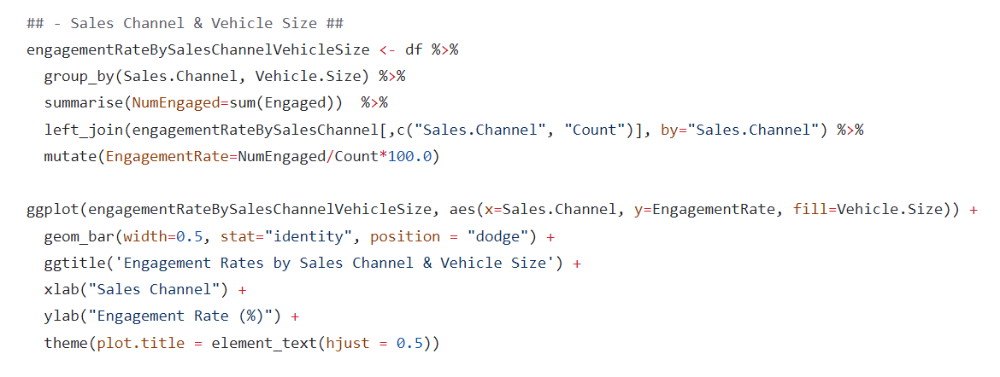 ## - Sales Channel & Vehicle Size ##
engagementRateBySalesChannelVehicleSize <- df %>%
  group_by(Sales.Channel, Vehicle.Size) %>%
  summarise(NumEngaged=sum(Engaged))  %>%
  left_join(engagementRateBySalesChannel[,c("Sales.Channel", "Count")], by="Sales.Channel") %>%
  mutate(EngagementRate=NumEngaged/Count*100.0)

ggplot(engagementRateBySalesChannelVehicleSize, aes(x=Sales.Channel, y=EngagementRate, fill=Vehicle.Size)) +
  geom_bar(width=0.5, stat="identity", position = "dodge") +
  ggtitle('Engagement Rates by Sales Channel & Vehicle Size') +
  xlab("Sales Channel") +
  ylab("Engagement Rate (%)") +
  theme(plot.title = element_text(hjust = 0.5))